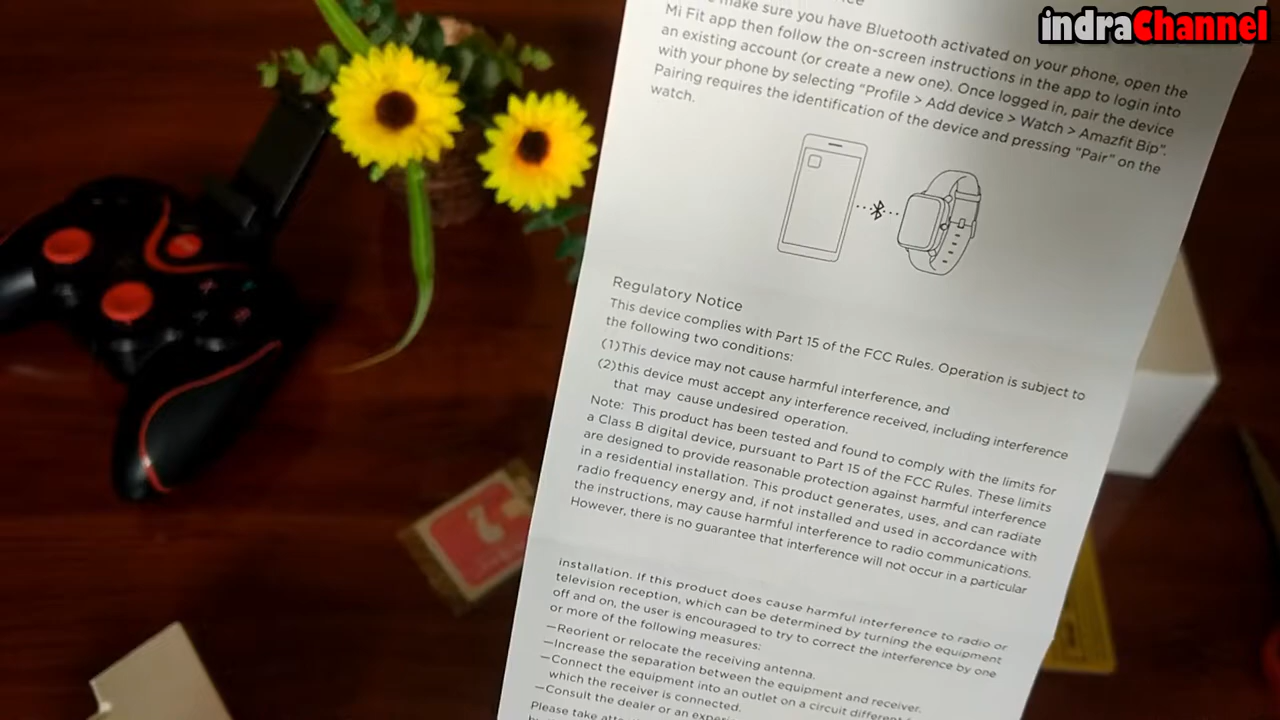 indraChannel
make sure you have Bluetooth activated on your phone, open the
Mi Fit app then follow the on-screen instructions in the app to login into
an existing account (or create a new one). Once logged in, pair the device
with your phone by selecting “Profile > Add device > Watch > Amazfit Bip”.
Pairing requires the identification of the device and pressing “Pair” on the
watch.
Regulatory Notice
This device complies with Part 15 of the FCC Rules. Operation is subject to
the following two conditions:
(1)This device may not cause harmful interference, and
(2)this device must accept any interference received, including interference
that may cause undesired operation.
Note: This product has been tested and found to comply with the limits for
a Class B digital device, pursuant to Part 15 of the FCC Rules. These limits
are designed to provide reasonable protection against harmful interference
in a residential installation. This product generates, uses, and can radiate
radio frequency energy and, if not installed and used in accordance with
the instructions, may cause harmful interference to radio communications.
However, there is no guarantee that interference will not occur in a particular
installation. If this product does cause harmful interference to radio or
television reception, which can be determined by turning the equipment
off and on, the user is encouraged to try to correct the interference by one
or more of the following measures:
—Reorient or relocate the receiving antenna.
—Increase the separation between the equipment and receiver.
—Connect the equipment into an outlet on a circuit different
which the receiver is connected.
—Consult the dealer or an
Please take